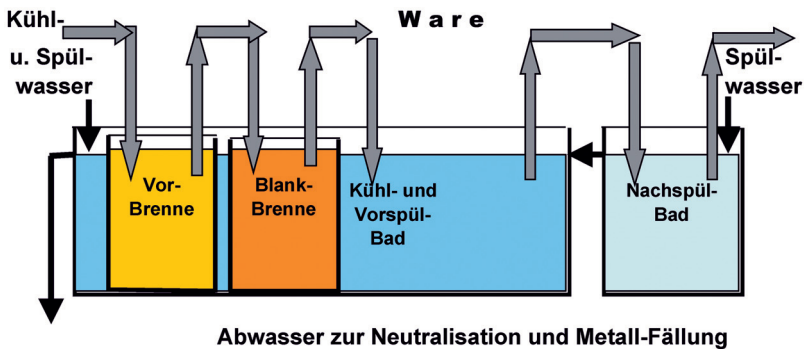 Kühl-
u. Spül-
wasser
Ware
Spül-
wasser
Vor-
Brenne
Blank-
Brenne
Kühl- und
Vorspül-
Bad
Nachspül-
Bad
Abwasser zur Neutralisation und Metall-Fällung